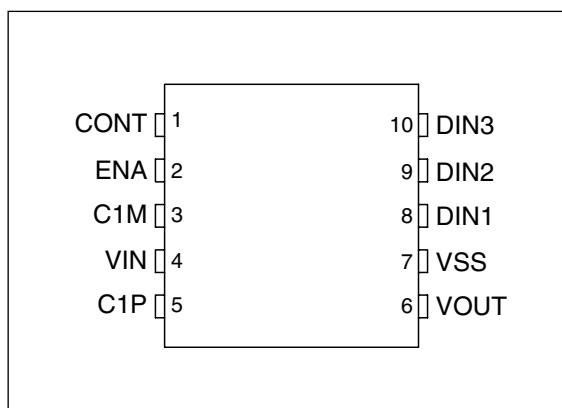 CONT 1 10 DIN3
ENA 2 9 DIN2
C1M 3 8 DIN1
VIN 4 7 VSS
C1P 5 6 VOUT